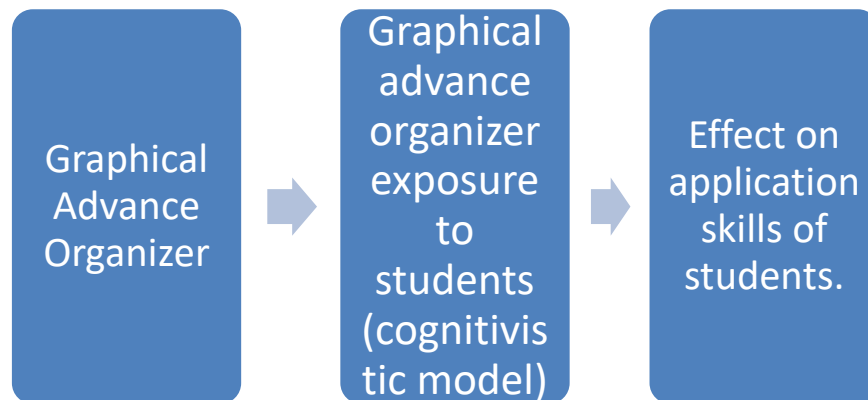 Graphical
Advance
Organizer
Graphical
advance
organizer
exposure
to
students
(cognitivis
tic model)
Effect on
application
skills of
students.